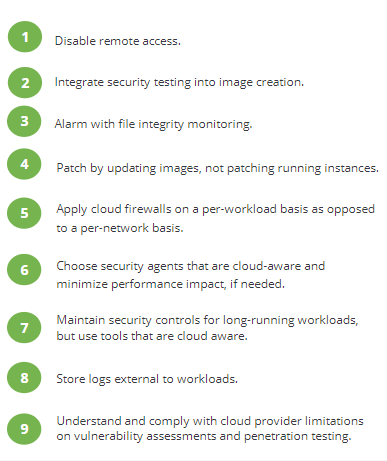 1 Disable remote access.
2 Integrate security testing into image creation.
3 Alarm with file integrity monitoring.
4 Patch by updating images, not patching running instances.
5 Apply cloud firewalls on a per-workload basis as opposed
to a per-network basis.
6 Choose security agents that are cloud-aware and
minimize performance impact, if needed.
7 Maintain security controls for long-running workloads,
but use tools that are cloud aware.
8 Store logs external to workloads.
9 Understand and comply with cloud provider limitations
on vulnerability assessments and penetration testing.